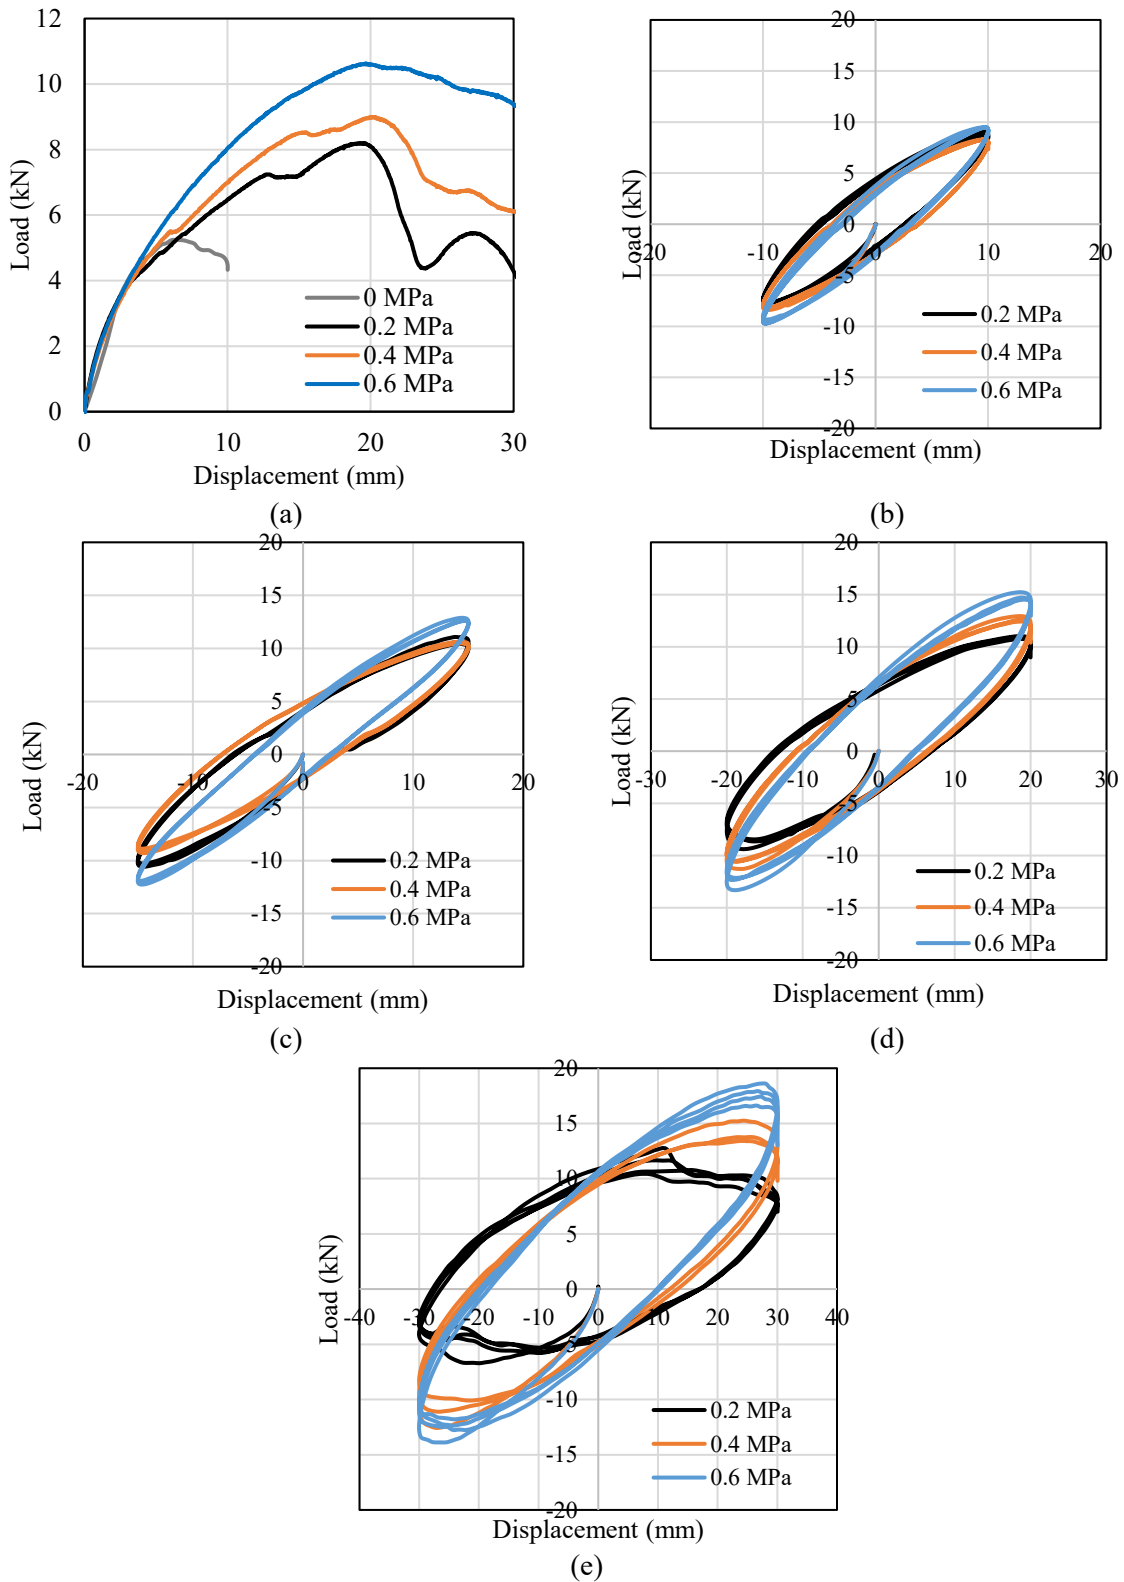 12
10
8
6
4
2
0
Load (kN)
0 MPa
0.2 MPa
0.4 MPa
0.6 MPa
0 10 20 30
Displacement (mm)
(a)
20
15
10
5
0
-5
-10
-15
-20
Load (kN)
-20 -10 0 10 20
0.2 MPa
0.4 MPa
0.6 MPa
Displacement (mm)
(b)
20
15
10
5
0
-5
-10
-15
-20
Load (kN)
-20 -10 0 10 20
0.2 MPa
0.4 MPa
0.6 MPa
Displacement (mm)
(c)
20
15
10
5
0
-5
-10
-15
-20
Load (kN)
-30 -20 -10 0 10 20 30
0.2 MPa
0.4 MPa
0.6 MPa
Displacement (mm)
(d)
20
15
10
5
0
-5
-10
-15
-20
Load (kN)
-40 -30 -20 -10 0 10 20 30 40
0.2 MPa
0.4 MPa
0.6 MPa
Displacement (mm)
(e)